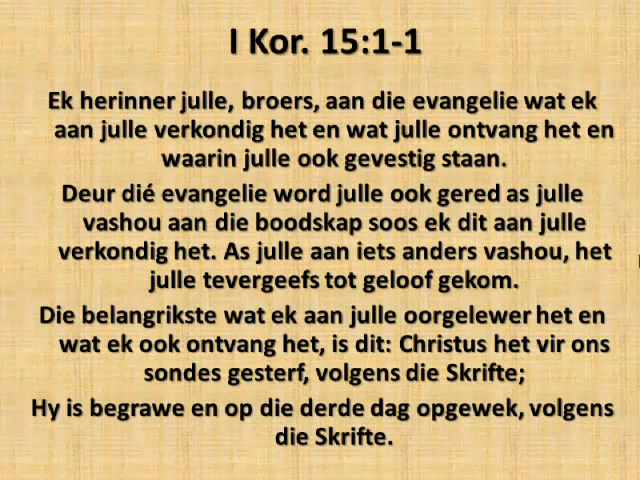 I Kor. 15:1-1
Ek herinner julle, broers, aan die evangelie wat ek
aan julle verkondig het en wat julle ontvang het en
waarin julle ook gevestig staan.
Deur dié evangelie word julle ook gered as julle
vashou aan die boodskap soos ek dit aan julle
verkondig het. As julle aan iets anders vashou, het
julle tevergeefs tot geloof gekom.
Die belangrikste wat ek aan julle oorgelewer het en
wat ek ook ontvang het, is dit: Christus het vir ons
sondes gesterf, volgens die Skrifte;
Hy is begrawe en op die derde dag opgewek, volgens
die Skrifte.